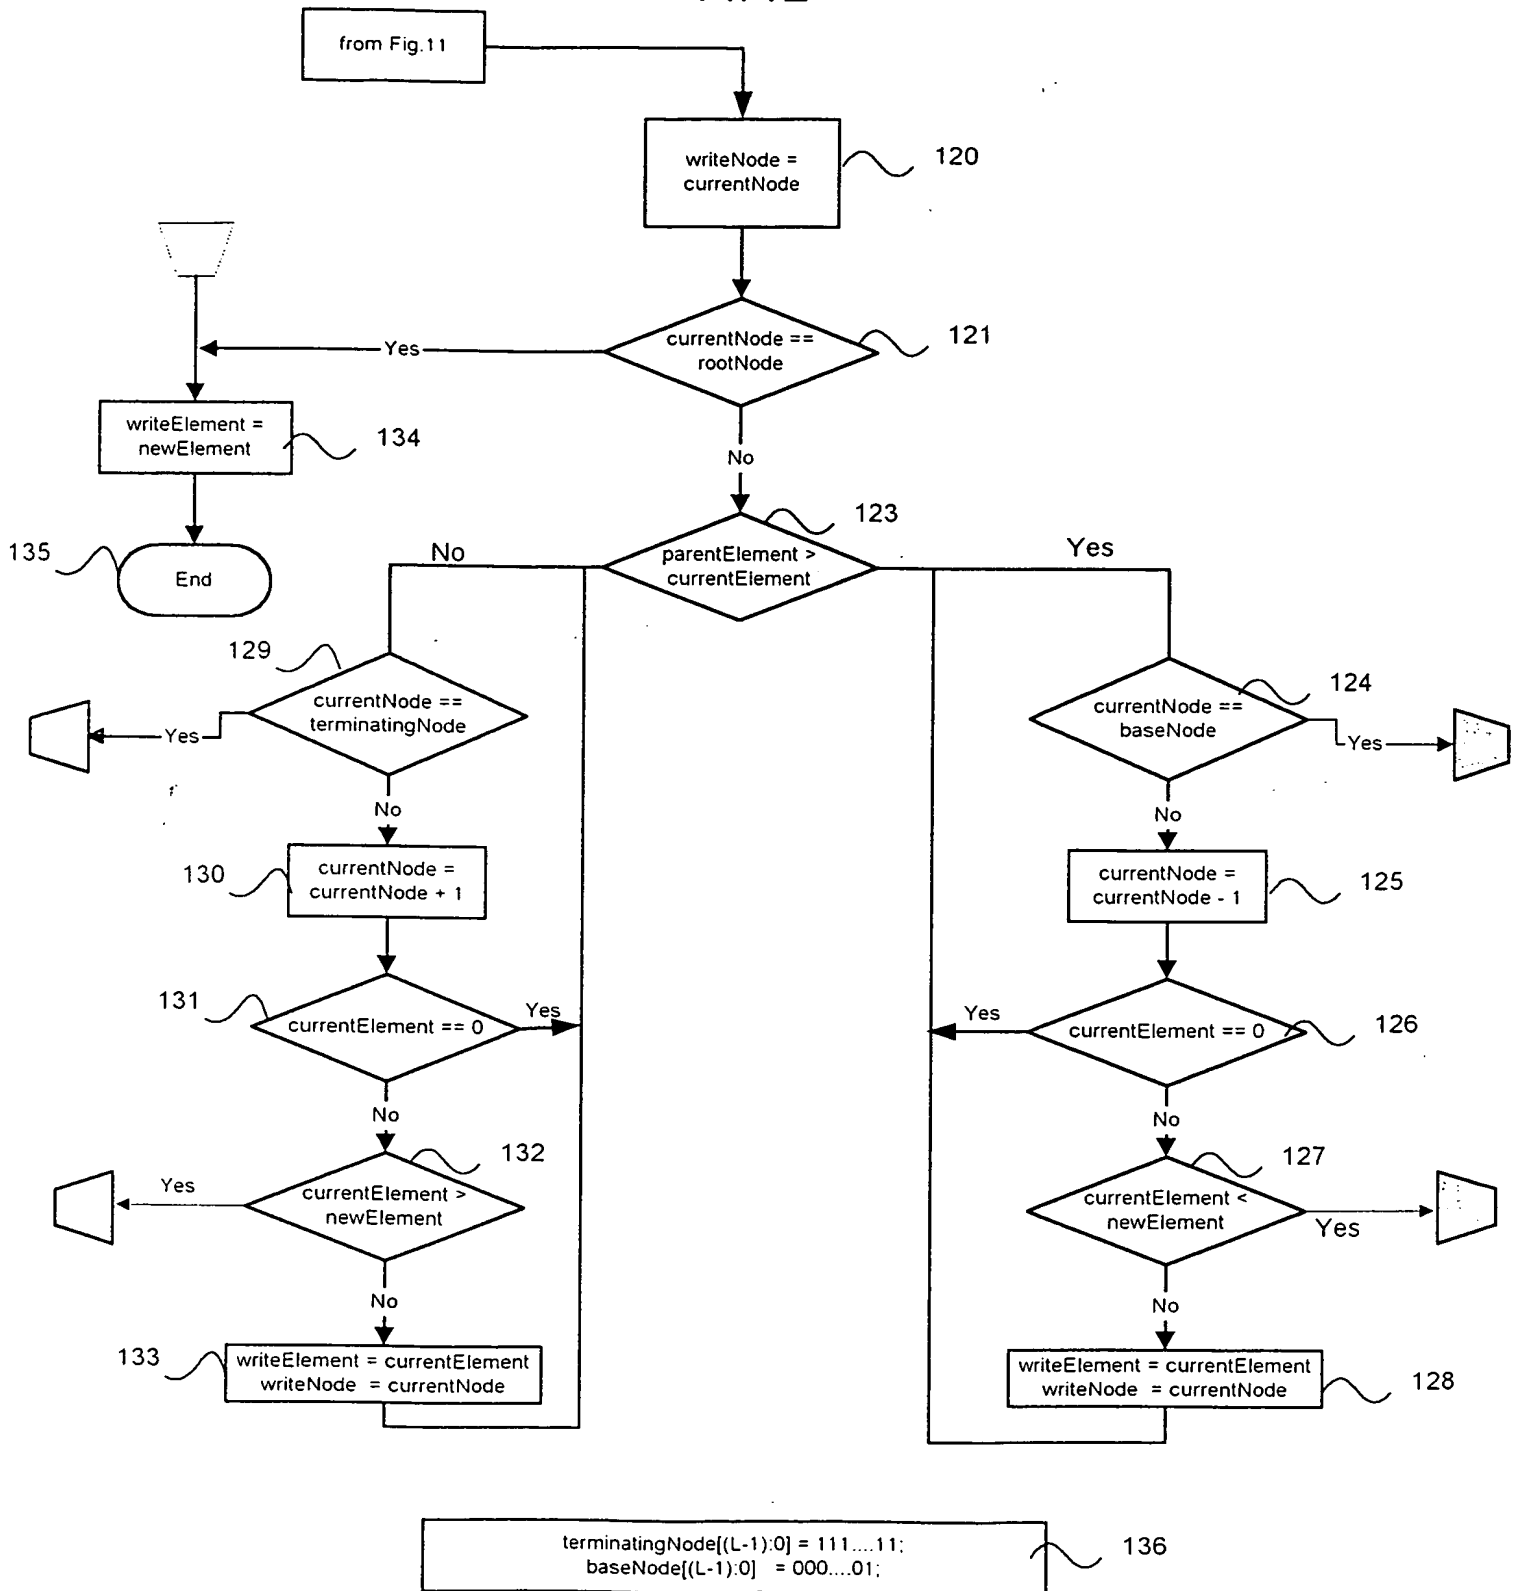 from Fig.11
writeNode =
currentNode
120
currentNode ==
rootNode
121
Yes
writeElement =
newElement
134
No
parentElement >
currentElement
123
No
Yes
135
End
129
currentNode ==
terminatingNode
Yes
No
124
currentNode ==
baseNode
Yes
No
130
currentNode =
currentNode + 1
currentNode =
currentNode - 1
125
131
currentElement == 0
Yes
No
Yes
currentElement == 0
126
No
132
currentElement >
newElement
Yes
No
127
currentElement <
newElement
Yes
No
133
writeElement = currentElement
writeNode = currentNode
writeElement = currentElement
writeNode = currentNode
128
terminatingNode[(L-1):0] = 111....11;
baseNode[(L-1):0] = 000....01;
136